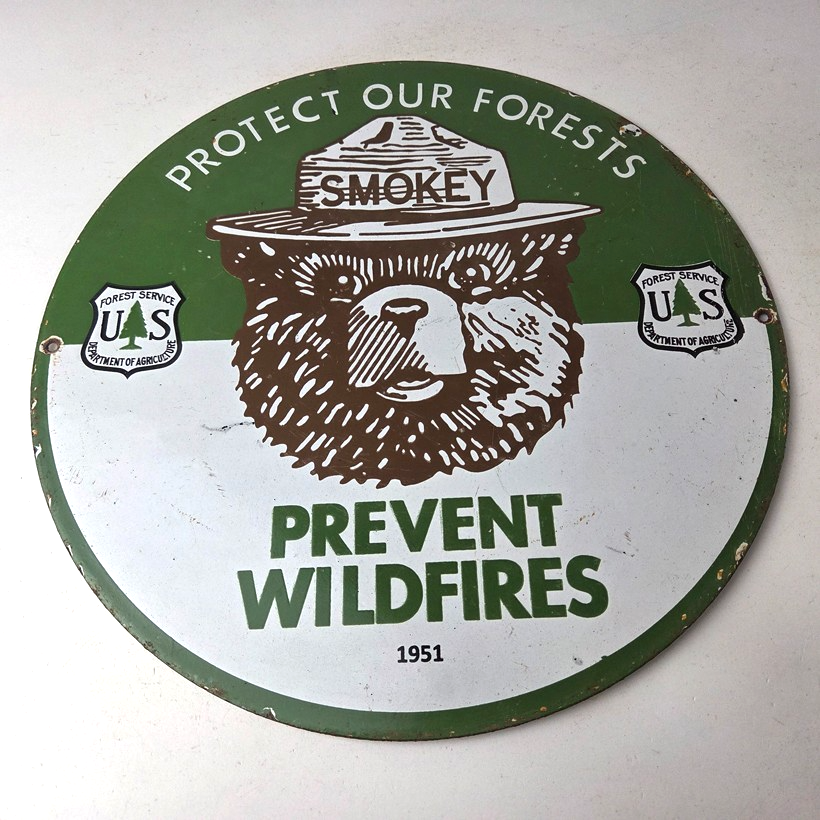 PROTECT OUR FORESTS
SMOKEY
FOREST SERVICE
U S
DEPARTMENT OF AGRICULTURE
FOREST SERVICE
U S
DEPARTMENT OF AGRICULTURE
PREVENT
WILDFIRES
1951